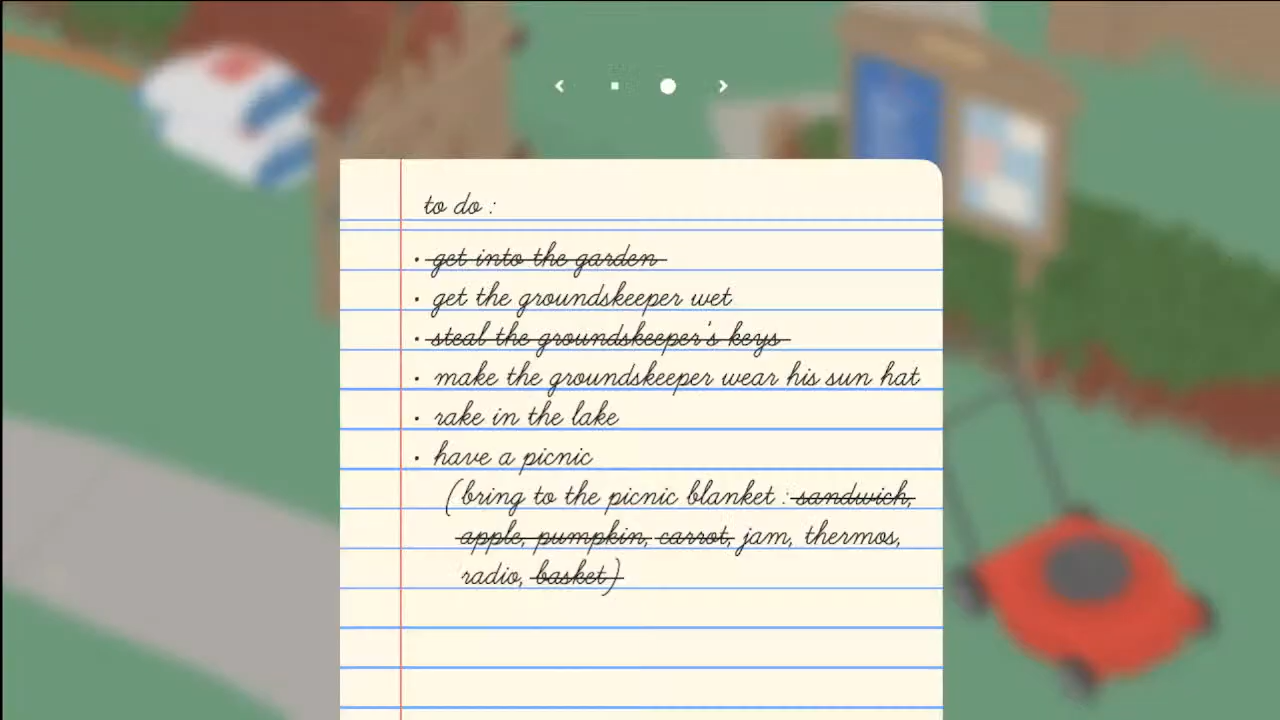 to do :
• get into the garden
• get the groundskeeper wet
• steal the groundskeeper's keys
• make the groundskeeper wear his sun hat
• rake in the lake
• have a picnic
(bring to the picnic blanket : sandwich,
apple, pumpkin, carrot, jam, thermos,
radio, basket)